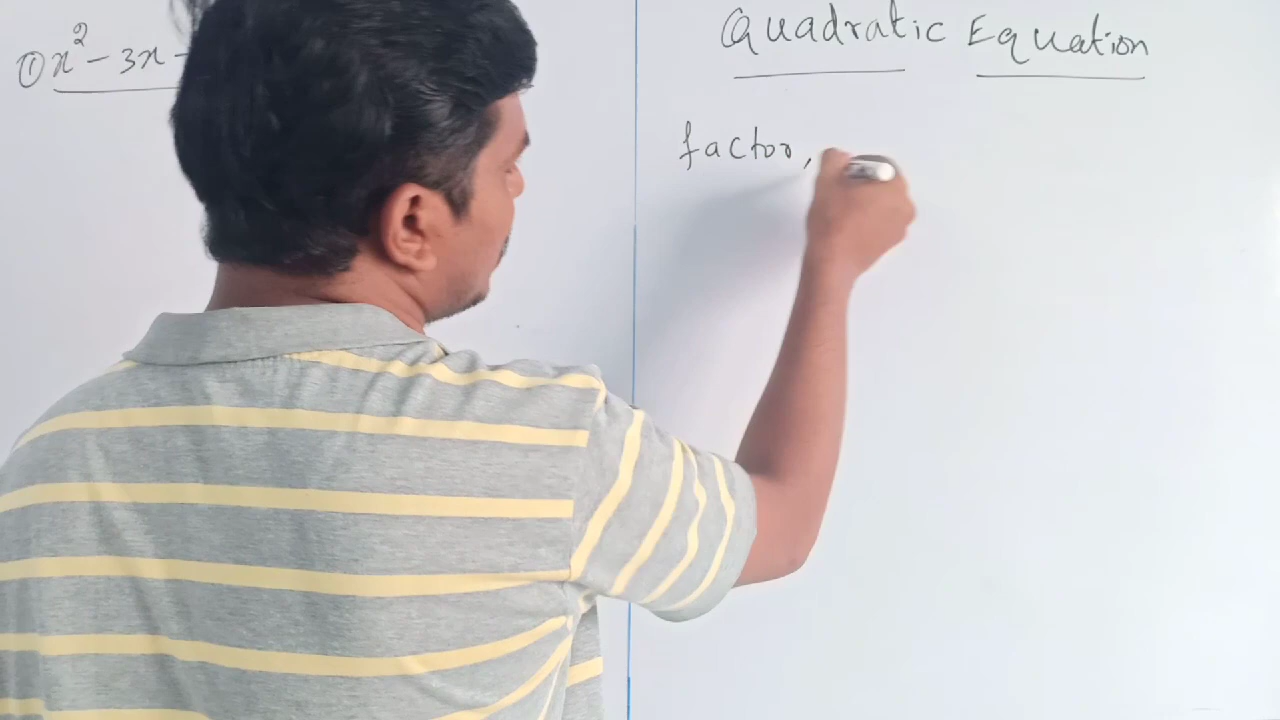 ① x² - 3x -
Quadratic Equation
factor,